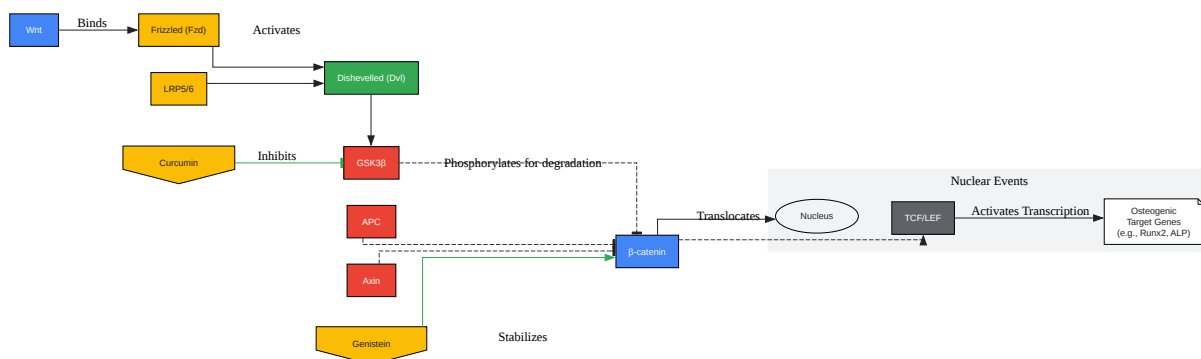 Wnt
Binds
Frizzled (Fzd)
Activates
LRP5/6
Dishevelled (Dvl)
Curcumin
Inhibits
GSK3β
Phosphorylates for degradation
Nuclear Events
APC
Translocates
Nucleus
TCF/LEF
Activates Transcription
Osteogenic
Target Genes
(e.g., Runx2, ALP)
β-catenin
Axin
Genistein
Stabilizes